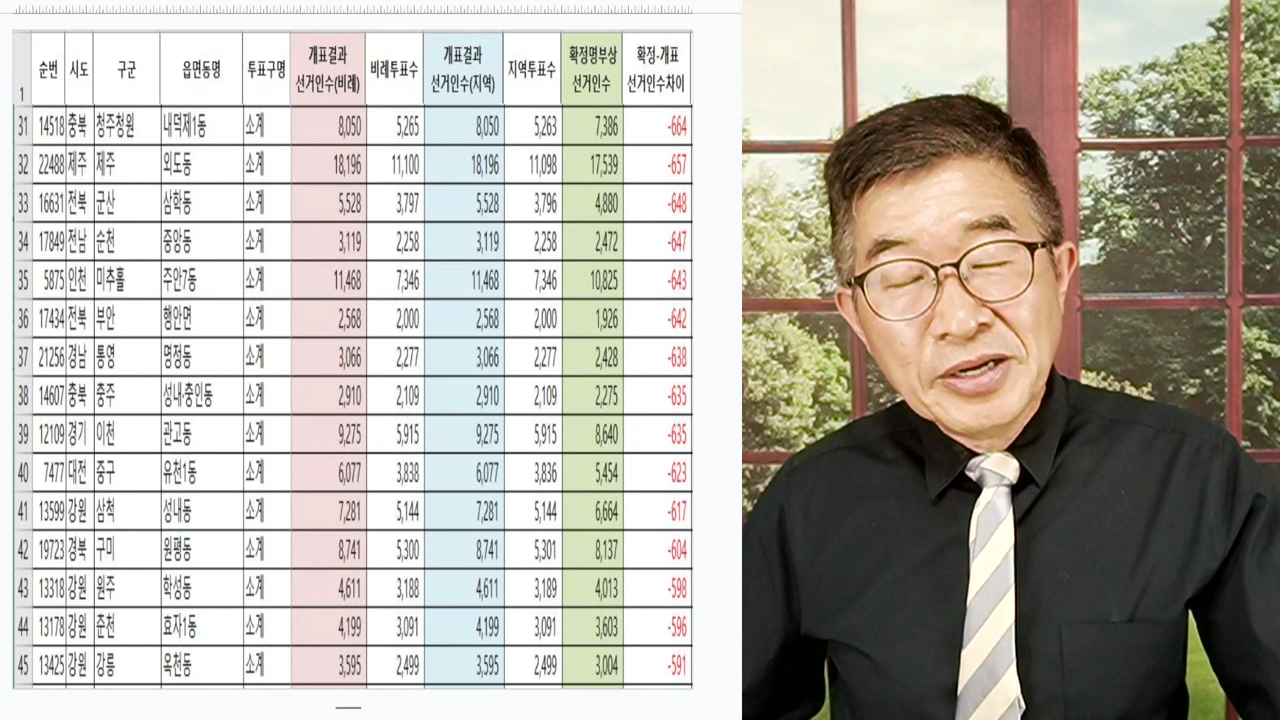 순번 시도 구군 읍면동명 투표구명 개표결과 선거인수(비례) 비례투표수 개표결과 선거인수(지역) 지역투표수 확정명부상 선거인수 확정-개표 선거인수차이
1
31 14518 충북 청주청원 내덕제1동 소계 8,050 5,265 8,050 5,263 7,386 -664
32 22488 제주 제주 외도동 소계 18,196 11,100 18,196 11,098 17,539 -657
33 16631 전북 군산 삼학동 소계 5,528 3,797 5,528 3,796 4,880 -648
34 17849 전남 순천 중앙동 소계 3,119 2,258 3,119 2,258 2,472 -647
35 5875 인천 미추홀 주안7동 소계 11,468 7,346 11,468 7,346 10,825 -643
36 17434 전북 부안 행안면 소계 2,568 2,000 2,568 2,000 1,926 -642
37 21256 경남 통영 명정동 소계 3,066 2,277 3,066 2,277 2,428 -638
38 14607 충북 충주 성내·충인동 소계 2,910 2,109 2,910 2,109 2,275 -635
39 12109 경기 이천 관고동 소계 9,275 5,915 9,275 5,915 8,640 -635
40 7477 대전 중구 유천1동 소계 6,077 3,838 6,077 3,836 5,454 -623
41 13599 강원 삼척 성내동 소계 7,281 5,144 7,281 5,144 6,664 -617
42 19723 경북 구미 원평동 소계 8,741 5,300 8,741 5,301 8,137 -604
43 13318 강원 원주 학성동 소계 4,611 3,188 4,611 3,189 4,013 -598
44 13178 강원 춘천 효자1동 소계 4,199 3,091 4,199 3,091 3,603 -596
45 13425 강원 강릉 옥천동 소계 3,595 2,499 3,595 2,499 3,004 -591